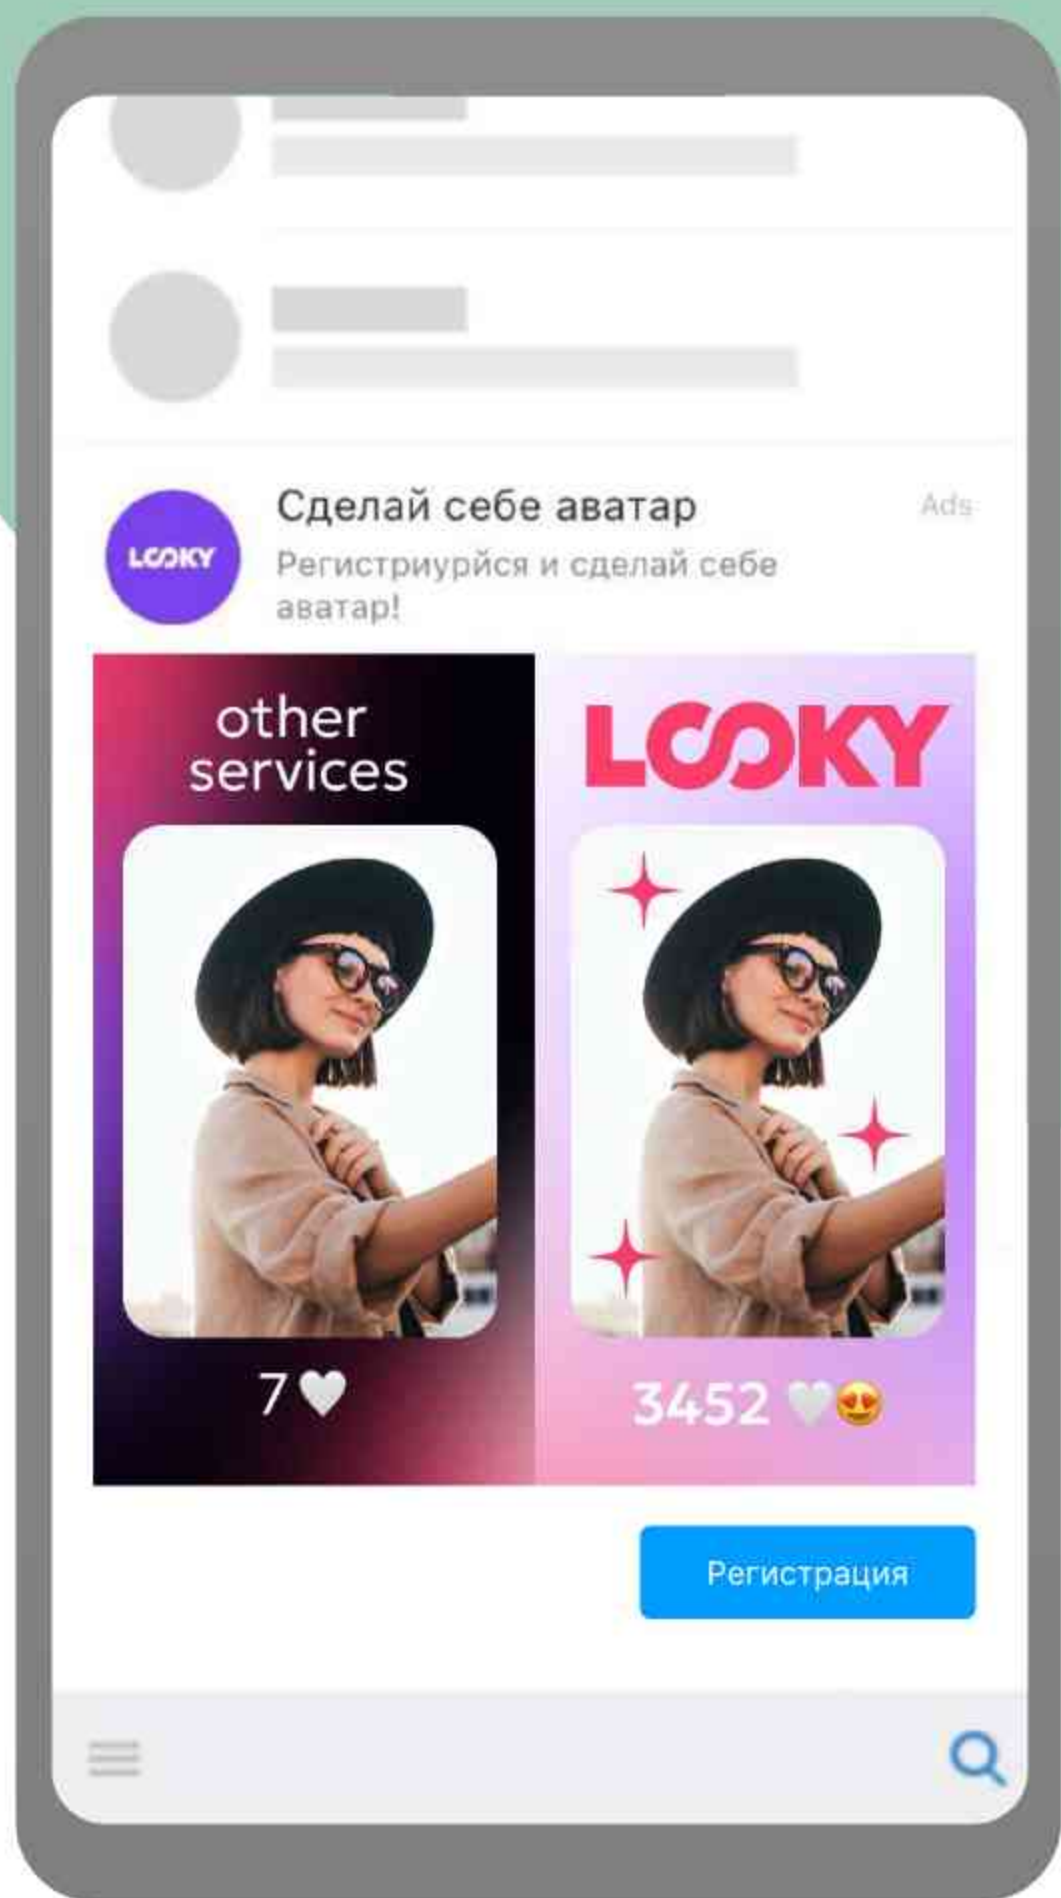 Сделай себе аватар
Ads
LOOKY
Регистриурйся и сделай себе
аватар!
other
services
LOOKY
7🤍
3452 🤍😍
Регистрация